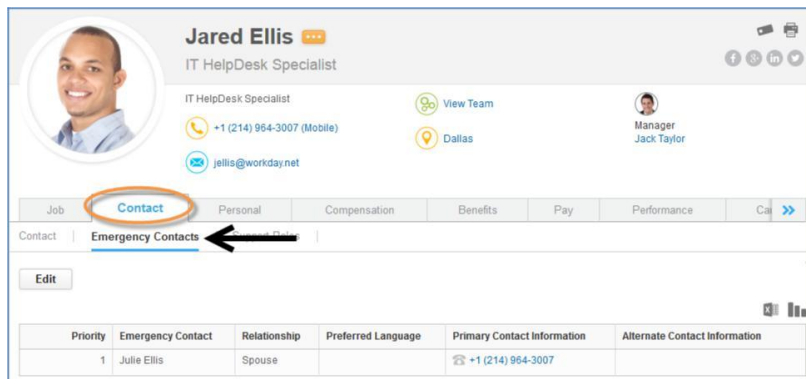 Jared Ellis
IT HelpDesk Specialist
IT HelpDesk Specialist
+1 (214) 964-3007 (Mobile)
jellis@workday.net
View Team
Dallas
Manager
Jack Taylor
Job Contact Personal Compensation Benefits Pay Performance
Contact | Emergency Contacts Support Roles |
Edit
Priority Emergency Contact Relationship Preferred Language Primary Contact Information Alternate Contact Information
1 Julie Ellis Spouse +1 (214) 964-3007